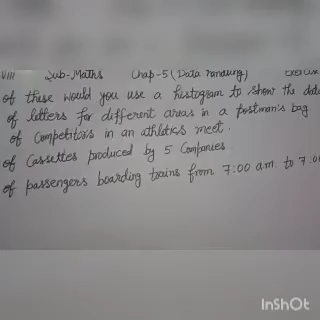 VIII Sub-Maths Chap-5 (Data Handling)
of these would you use a histogram to show the data
of letters for different areas in a postman's bag
of Competitors in an athletics meet.
of Cassettes produced by 5 Companies.
of passengers boarding trains from 7:00 am to 7:0
InShOt